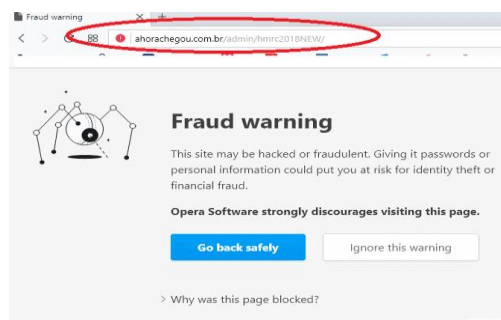 Fraud warning
ahorachegou.com.br/admin/hmrc2018NEW/
Fraud warning
This site may be hacked or fraudulent. Giving it passwords or
personal information could put you at risk for identity theft or
financial fraud.
Opera Software strongly discourages visiting this page.
Go back safely
Ignore this warning
Why was this page blocked?